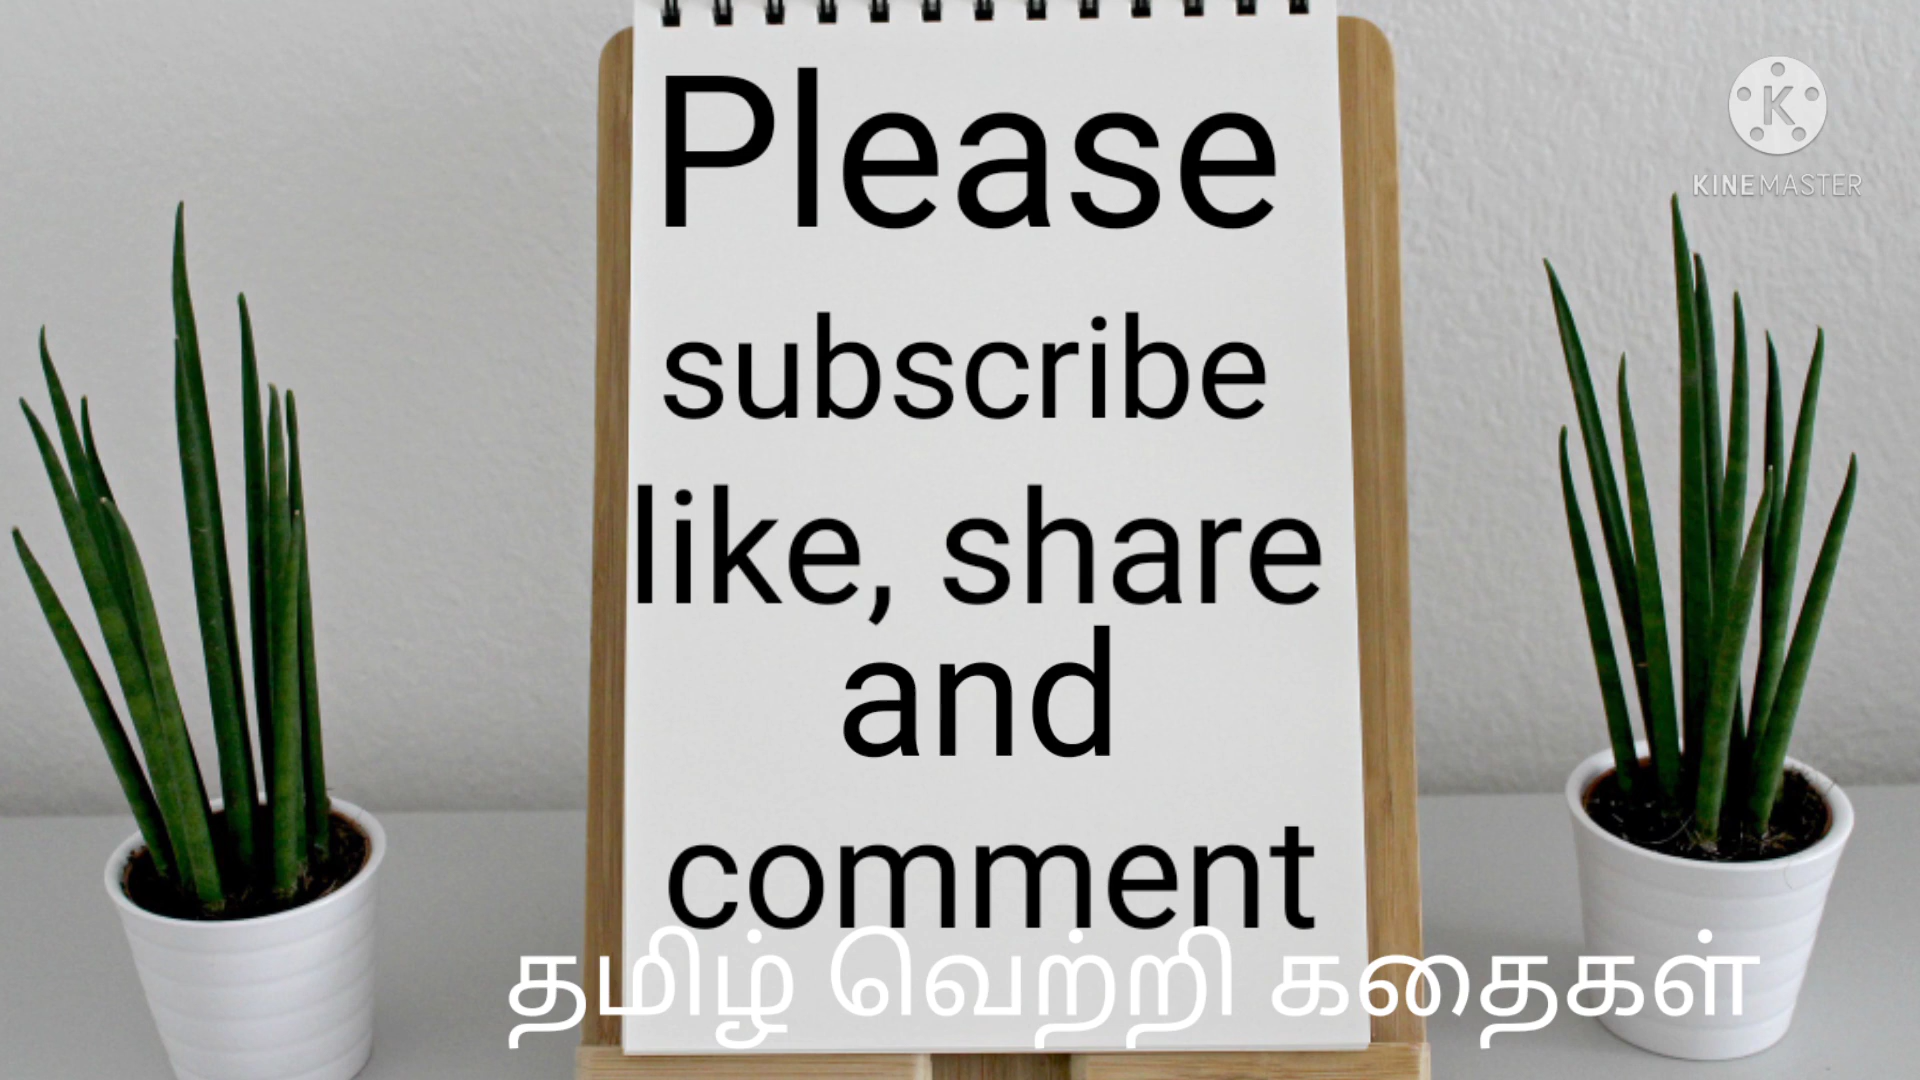 Please
KINEMASTER
subscribe
like, share
and
comment
தமிழ் வெற்றி கதைகள்